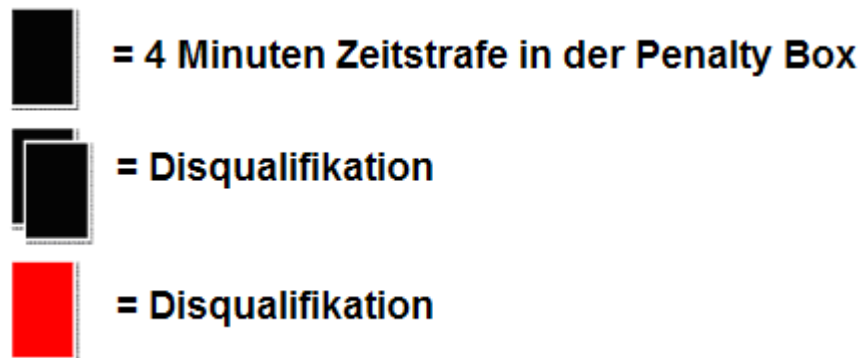 = 4 Minuten Zeitstrafe in der Penalty Box
= Disqualifikation
= Disqualifikation